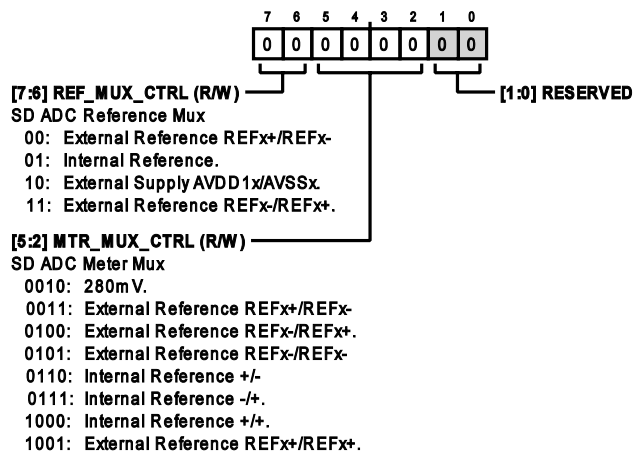 7 6 5 4 3 2 1 0
0 0 0 0 0 0 0 0
[7:6] REF_MUX_CTRL (R/W)
[1:0] RESERVED
SD ADC Reference Mux
00: External Reference REFx+/REFx-
01: Internal Reference.
10: External Supply AVDD1x/AVSSx.
11: External Reference REFx-/REFx+.
[5:2] MTR_MUX_CTRL (R/W)
SD ADC Meter Mux
0010: 280mV.
0011: External Reference REFx+/REFx-
0100: External Reference REFx-/REFx+.
0101: External Reference REFx-/REFx-
0110: Internal Reference +/-
0111: Internal Reference -/+.
1000: Internal Reference +/+.
1001: External Reference REFx+/REFx+.